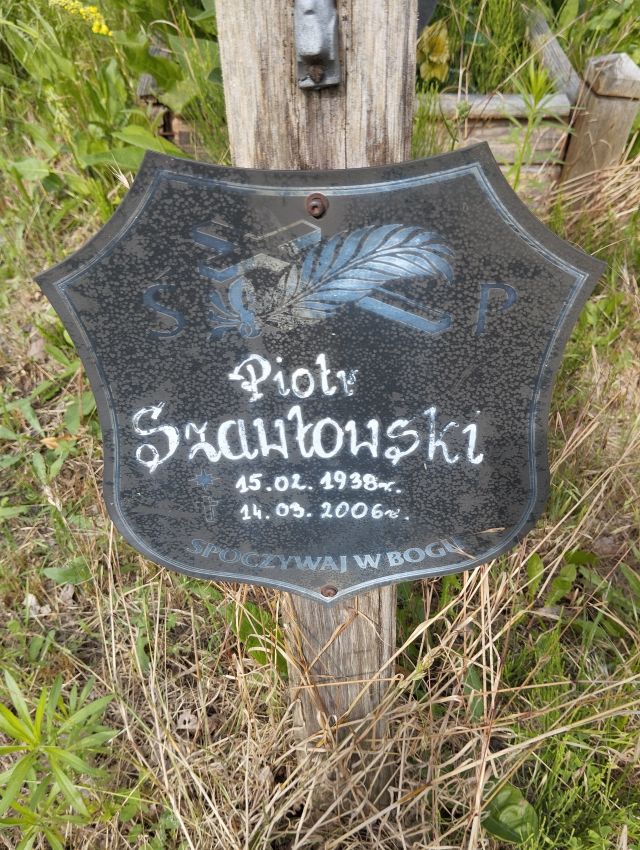 Ś P
Piotr
Szawłowski
15.02.1938r.
14.03.2006r.
SPOCZYWAJ W BOGU